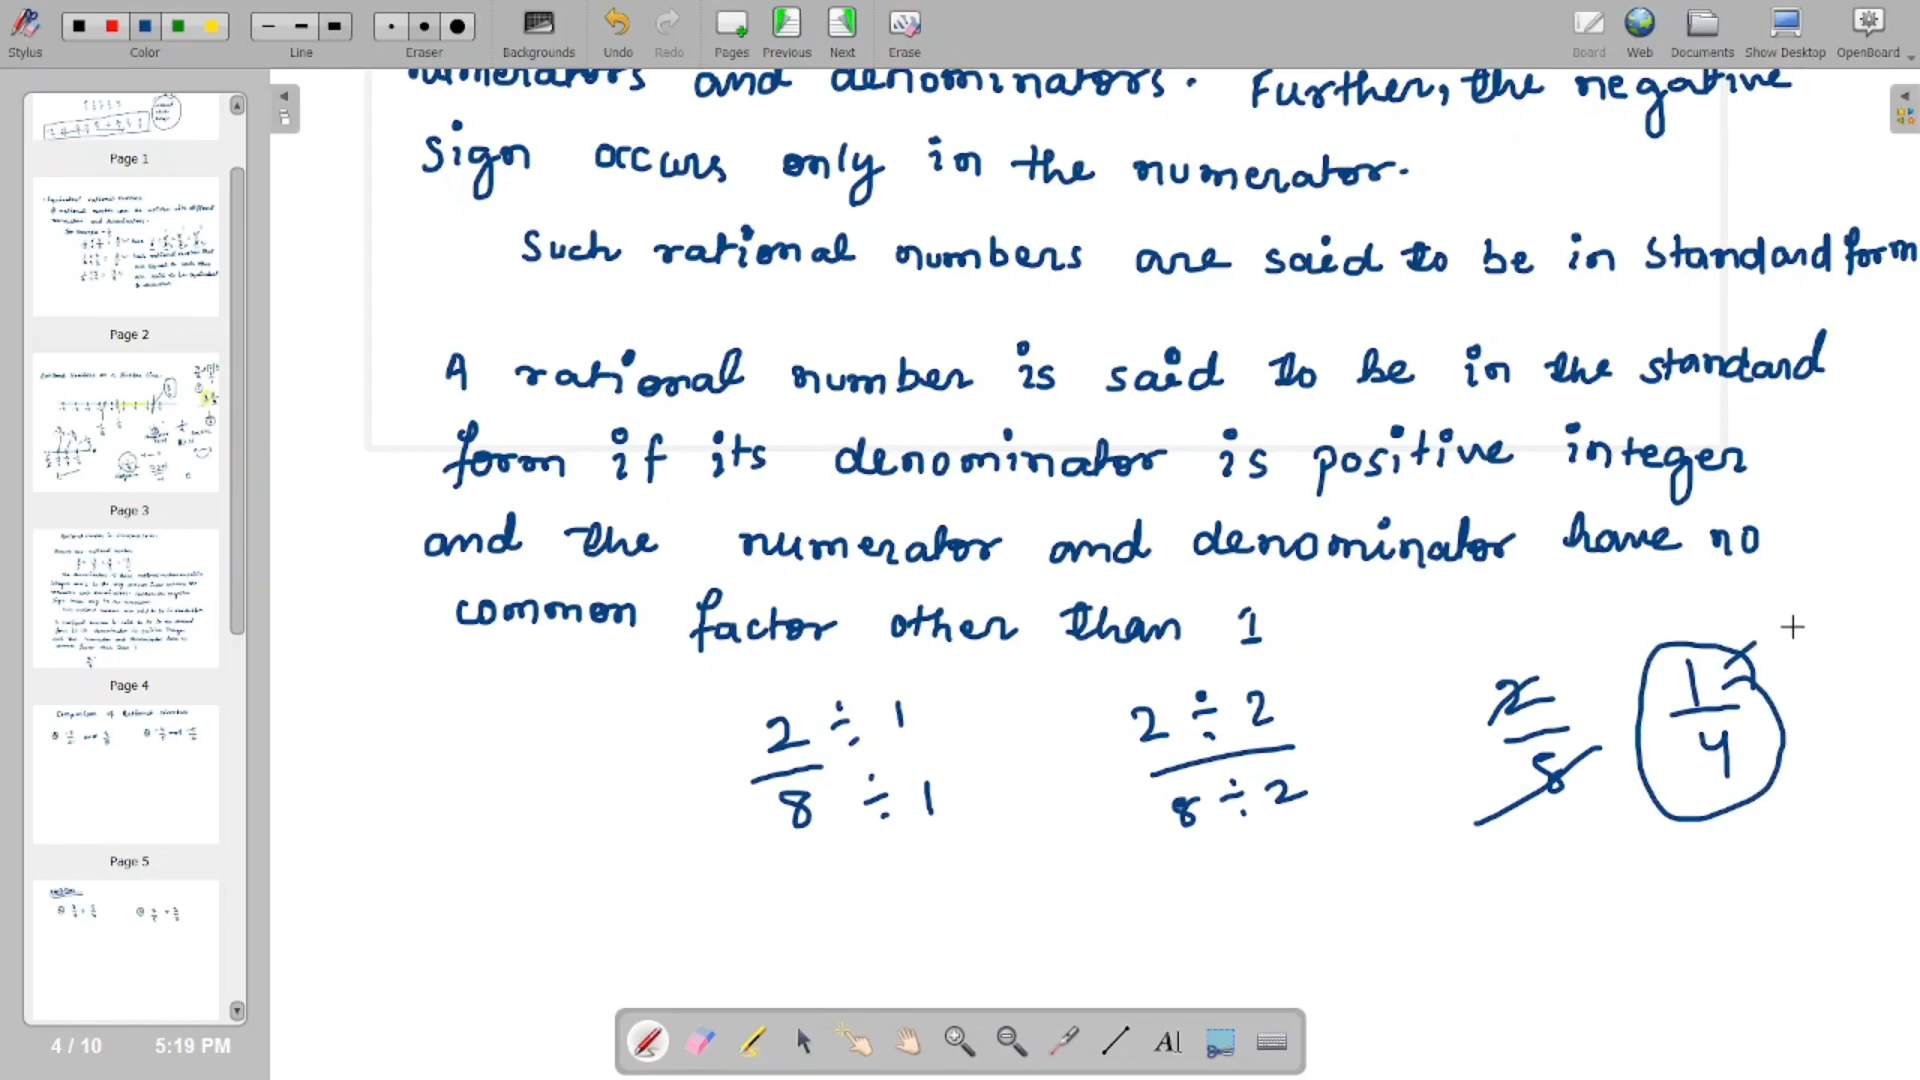 Stylus
Color
Line
Eraser
Backgrounds
Undo
Redo
Pages
Previous
Next
Erase
Board
Web
Documents
Show Desktop
OpenBoard
numerators and denominators. Further, the negative
sign occurs only in the numerator.
Such rational numbers are said to be in standard form
A rational number is said to be in the standard
form if its denominator is positive integer
and the numerator and denominator have no
common factor other than 1
2 ÷ 1
8 ÷ 1
2 ÷ 2
8 ÷ 2
2
8
1
4
Page 1
Page 2
Page 3
Page 4
Page 5
4 / 10
5:19 PM